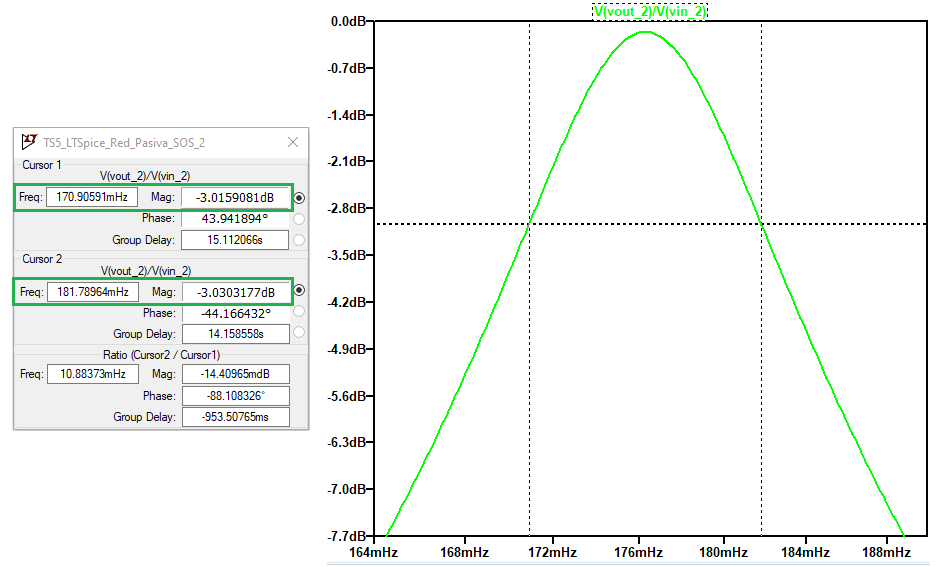 TS5_LTSpice_Red_Pasiva_SOS_2
Cursor 1
V(vout_2)/V(vin_2)
Freq: 170.90591mHz Mag: -3.0159081dB
Phase: 43.941894°
Group Delay: 15.112066s
Cursor 2
V(vout_2)/V(vin_2)
Freq: 181.78964mHz Mag: -3.0303177dB
Phase: -44.166432°
Group Delay: 14.158558s
Ratio (Cursor2 / Cursor1)
Freq: 10.88373mHz Mag: -14.40965mdB
Phase: -88.108326°
Group Delay: -953.50765ms
V(vout_2)/V(vin_2)
0.0dB
-0.7dB
-1.4dB
-2.1dB
-2.8dB
-3.5dB
-4.2dB
-4.9dB
-5.6dB
-6.3dB
-7.0dB
-7.7dB
164mHz 168mHz 172mHz 176mHz 180mHz 184mHz 188mHz